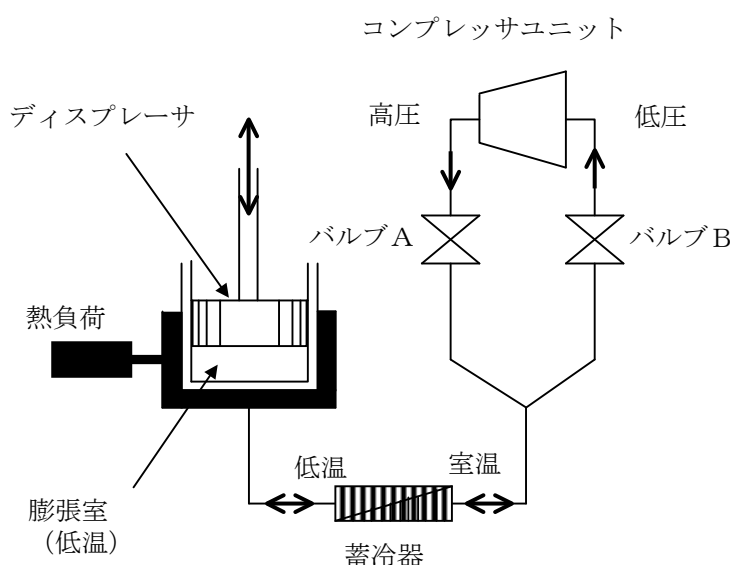 コンプレッサユニット
ディスプレーサ
高圧
低圧
バルブA
バルブB
熱負荷
低温
室温
膨張室
(低温)
蓄冷器